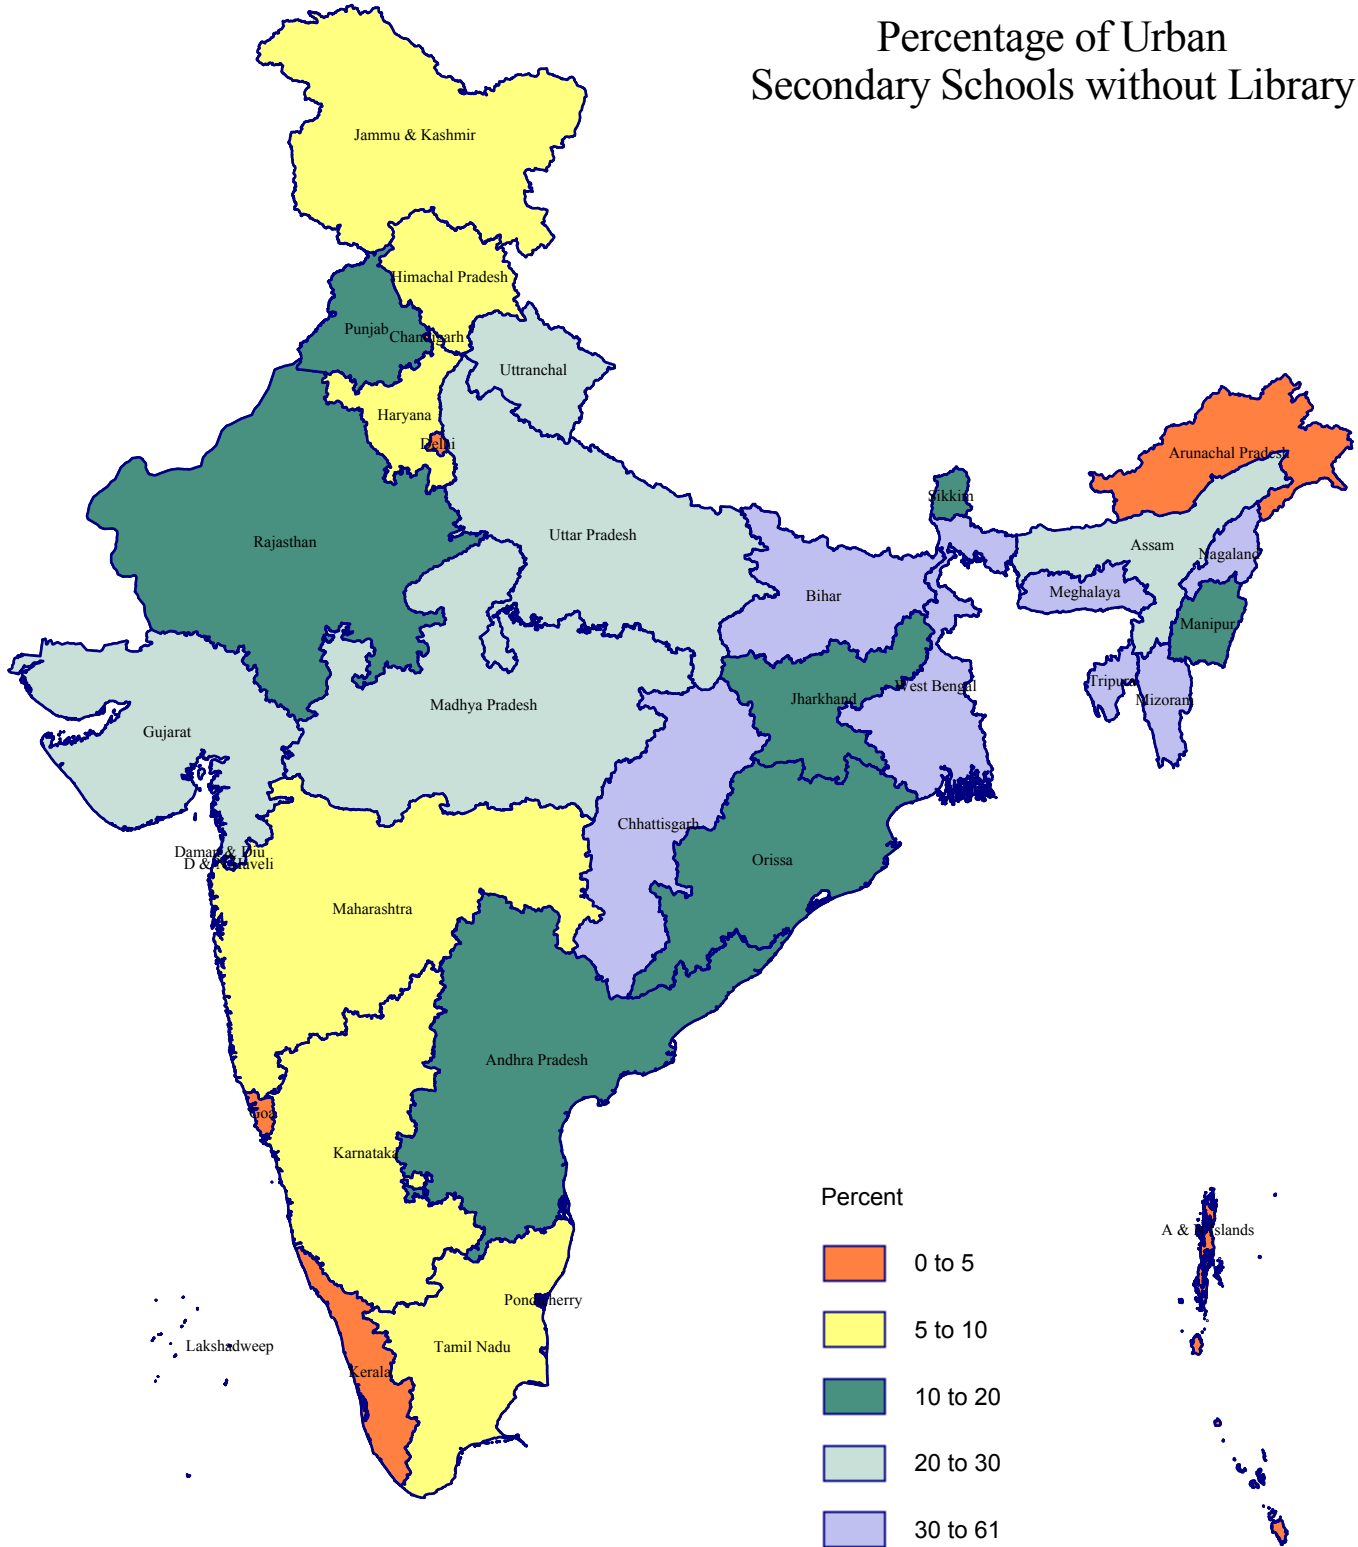 Percentage of Urban
Secondary Schools without Library
Jammu & Kashmir
Himachal Pradesh
Punjab
Chandigarh
Uttranchal
Haryana
Delhi
Arunachal Pradesh
Sikkim
Rajasthan
Uttar Pradesh
Assam
Nagaland
Bihar
Meghalaya
Manipur
Tripura
West Bengal
Jharkhand
Mizoram
Madhya Pradesh
Gujarat
Chhattisgarh
Daman & Diu
D & N Haveli
Orissa
Maharashtra
Andhra Pradesh
Goa
Karnataka
Percent
A & N Islands
0 to 5
Pondicherry
5 to 10
Lakshadweep
Tamil Nadu
Kerala
10 to 20
20 to 30
30 to 61